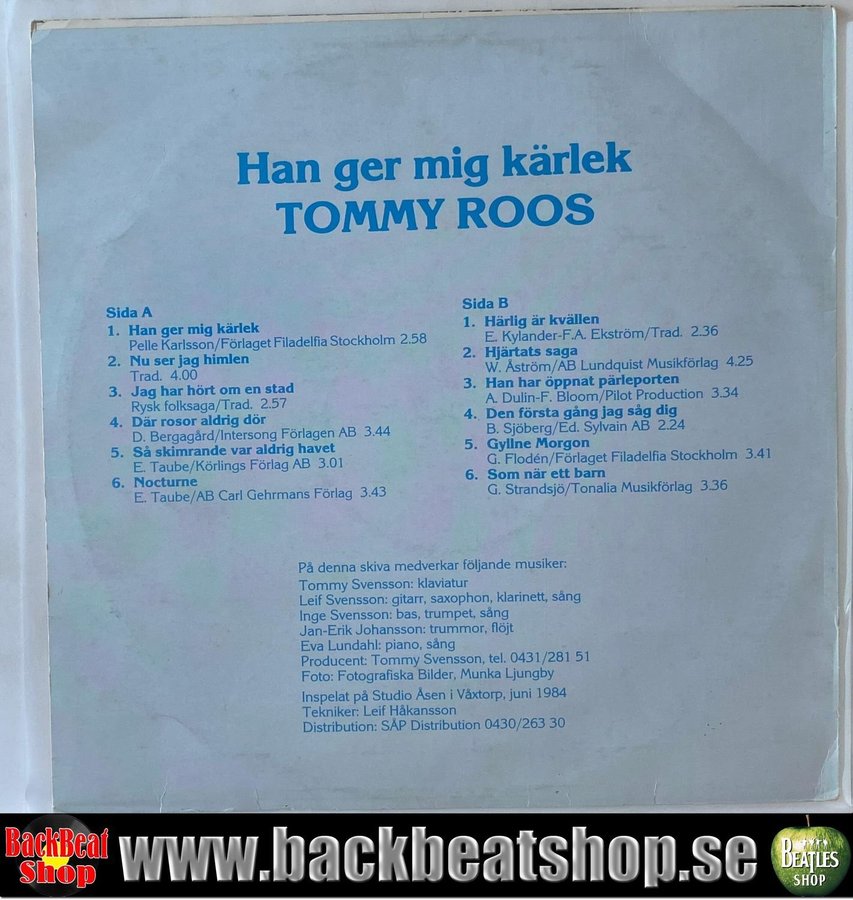 Han ger mig kärlek
TOMMY ROOS
Sida A
1. Han ger mig kärlek
Pelle Karlsson/Förlaget Filadelfia Stockholm 2.58
2. Nu ser jag himlen
Trad. 4.00
3. Jag har hört om en stad
Rysk folksaga/Trad. 2.57
4. Där rosor aldrig dör
D. Bergagård/Intersong Förlagen AB 3.44
5. Så skimrande var aldrig havet
E. Taube/Körlings Förlag AB 3.01
6. Nocturne
E. Taube/AB Carl Gehrmans Förlag 3.43
Sida B
1. Härlig är kvällen
E. Kylander-F.A. Ekström/Trad. 2.36
2. Hjärtats saga
W. Åström/AB Lundquist Musikförlag 4.25
3. Han har öppnat pärleporten
A. Dulin-F. Bloom/Pilot Production 3.34
4. Den första gång jag såg dig
B. Sjöberg/Ed. Sylvain AB 2.24
5. Gyllne Morgon
G. Flodén/Förlaget Filadelfia Stockholm 3.41
6. Som när ett barn
G. Strandsjö/Tonalia Musikförlag 3.36
På denna skiva medverkar följande musiker:
Tommy Svensson: klaviatur
Leif Svensson: gitarr, saxophon, klarinett, sång
Inge Svensson: bas, trumpet, sång
Jan-Erik Johansson: trummor, flöjt
Eva Lundahl: piano, sång
Producent: Tommy Svensson, tel. 0431/281 51
Foto: Fotografiska Bilder, Munka Ljungby
Inspelat på Studio Åsen i Våxtorp, juni 1984
Tekniker: Leif Håkansson
Distribution: SÅP Distribution 0430/263 30
BackBeat
Shop
www.backbeatshop.se
BEATLES
SHOP